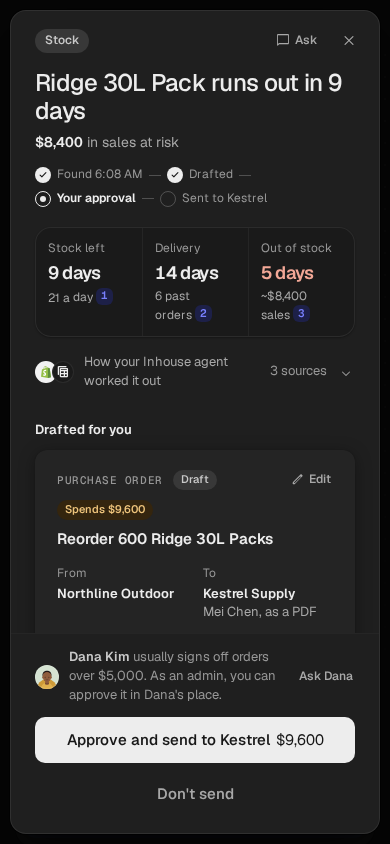 Stock
Ask
Ridge 30L Pack runs out in 9
days
$8,400 in sales at risk
Found 6:08 AM — Drafted —
Your approval — Sent to Kestrel
Stock left
9 days
21 a day 1
Delivery
14 days
6 past
orders 2
Out of stock
5 days
~$8,400
sales 3
How your Inhouse agent
worked it out
3 sources
Drafted for you
PURCHASE ORDER Draft
Edit
Spends $9,600
Reorder 600 Ridge 30L Packs
From
Northline Outdoor
To
Kestrel Supply
Mei Chen, as a PDF
Dana Kim usually signs off orders
over $5,000. As an admin, you can
approve it in Dana's place.
Ask Dana
Approve and send to Kestrel $9,600
Don't send